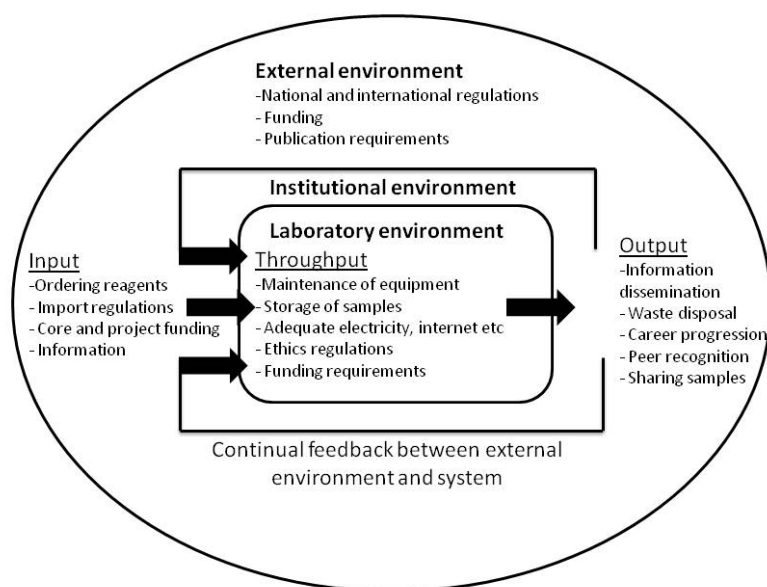 External environment
-National and international regulations
- Funding
- Publication requirements
Institutional environment
Laboratory environment
Input
-Ordering reagents
- Import regulations
- Core and project funding
- Information
Throughput
-Maintenance of equipment
- Storage of samples
-Adequate electricity, internet etc
- Ethics regulations
- Funding requirements
Output
-Information
dissemination
- Waste disposal
- Career progression
- Peer recognition
- Sharing samples
Continual feedback between external
environment and system